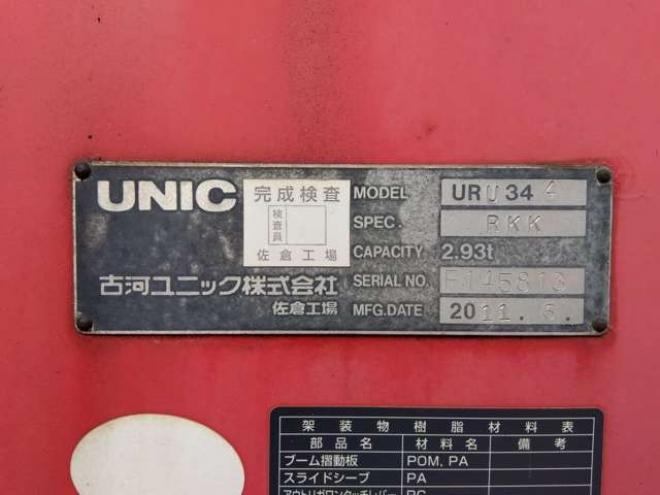 UNIC
完成検査
検査員
佐倉工場
古河ユニック株式会社
佐倉工場
MODEL URU344
SPEC. RKK
CAPACITY 2.93t
SERIAL NO.
MFG.DATE 2011.
架装物樹脂材料表
部品名 材料名 備考
ブーム摺動板 POM, PA
スライドシーブ PA